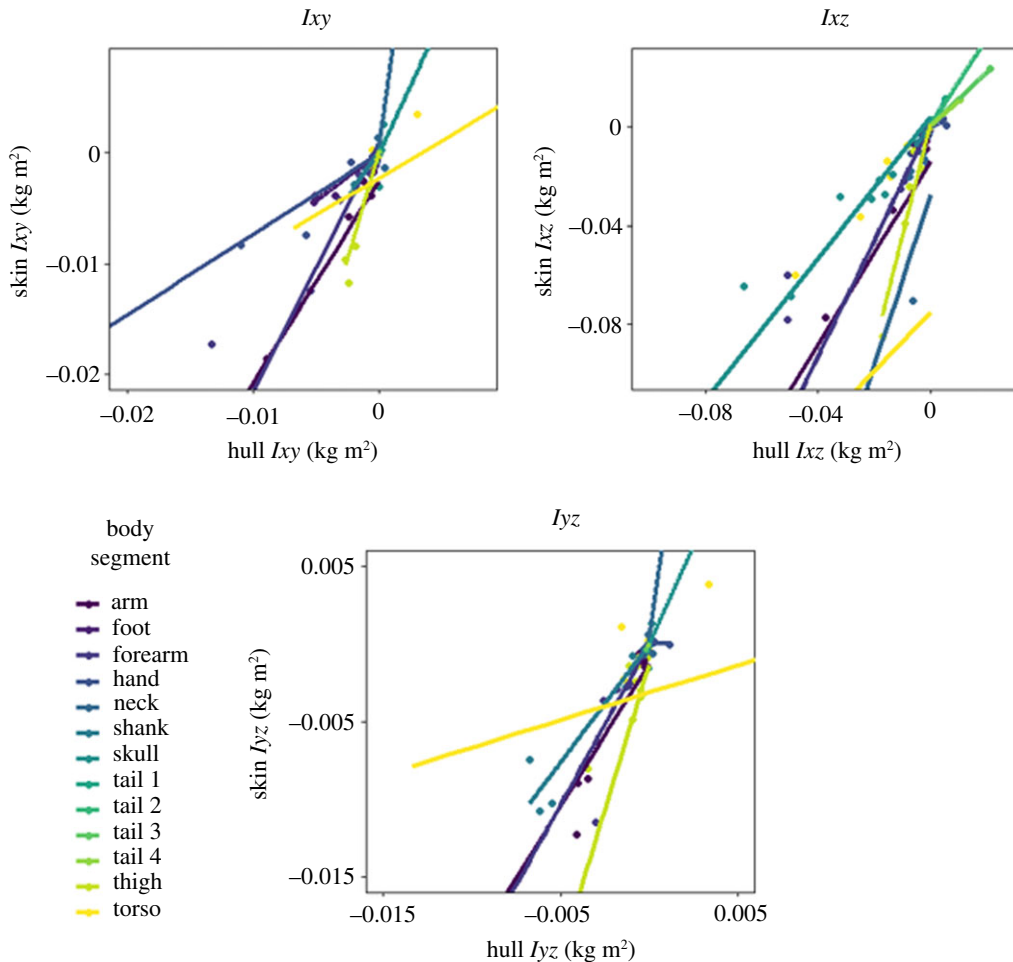 Ixy
Ixz
skin Ixy (kg m²)
0
−0.01
−0.02
−0.02
−0.01
0
hull Ixy (kg m²)
skin Ixz (kg m²)
0
−0.04
−0.08
−0.08
−0.04
0
hull Ixz (kg m²)
body
segment
arm
foot
forearm
hand
neck
shank
skull
tail 1
tail 2
tail 3
tail 4
thigh
torso
Iyz
skin Iyz (kg m²)
0.005
−0.005
−0.015
−0.015
−0.005
0.005
hull Iyz (kg m²)